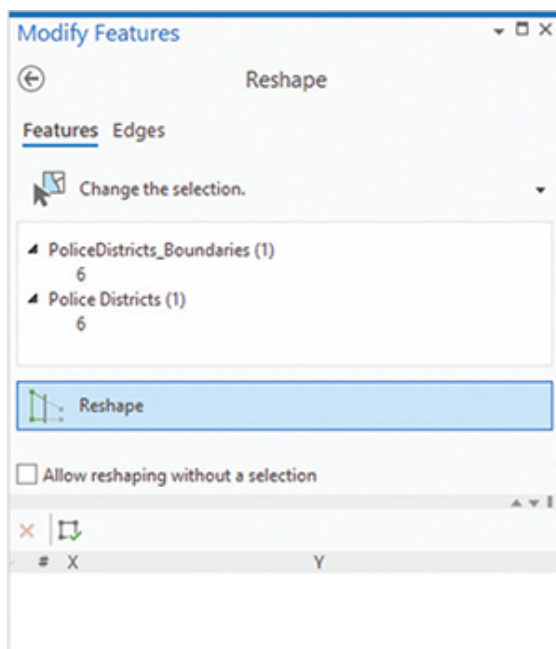 Modify Features
Reshape
Features Edges
Change the selection.
PoliceDistricts_Boundaries (1)
6
Police Districts (1)
6
Reshape
Allow reshaping without a selection
# X Y